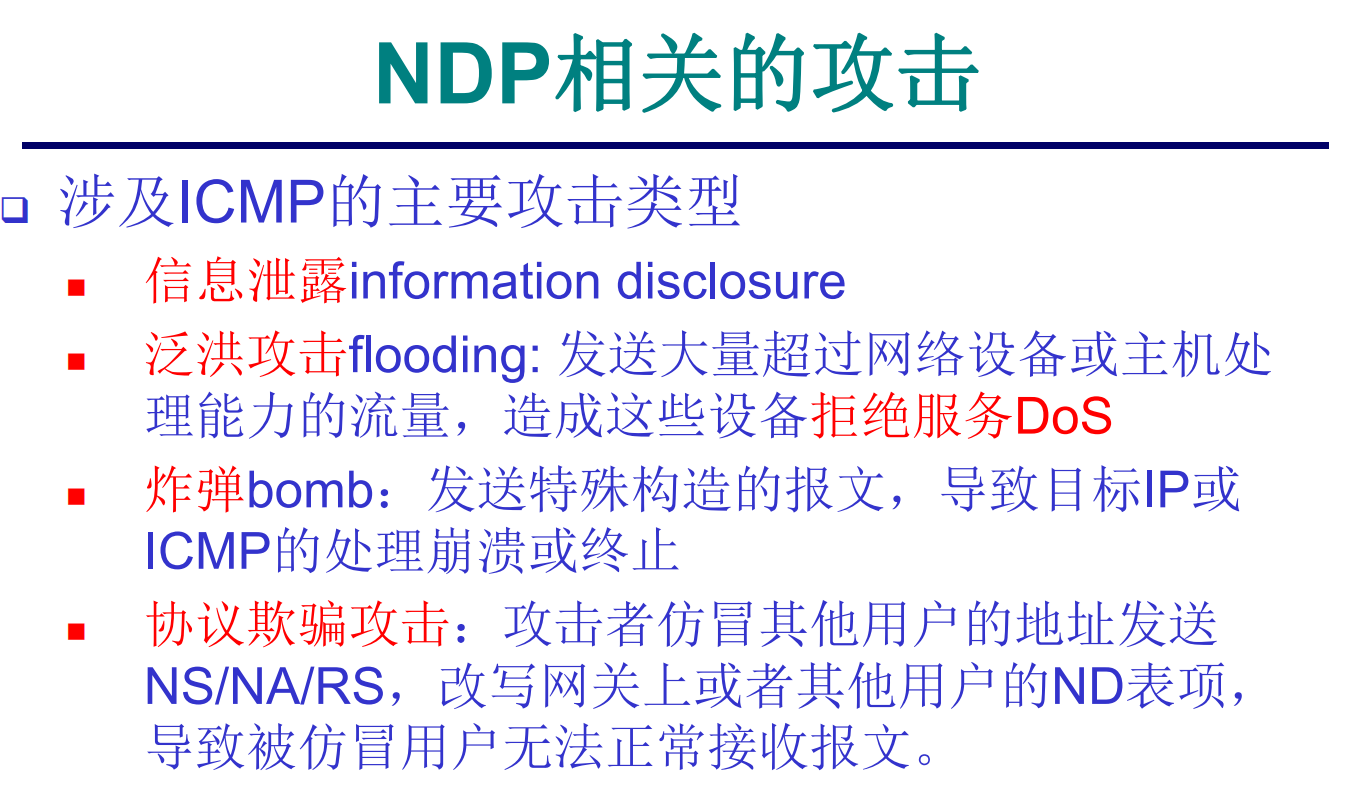 NDP相关的攻击
涉及ICMP的主要攻击类型
信息泄露information disclosure
泛洪攻击flooding: 发送大量超过网络设备或主机处
理能力的流量，造成这些设备拒绝服务DoS
炸弹bomb：发送特殊构造的报文，导致目标IP或
ICMP的处理崩溃或终止
协议欺骗攻击：攻击者仿冒其他用户的地址发送
NS/NA/RS，改写网关上或者其他用户的ND表项，
导致被仿冒用户无法正常接收报文。